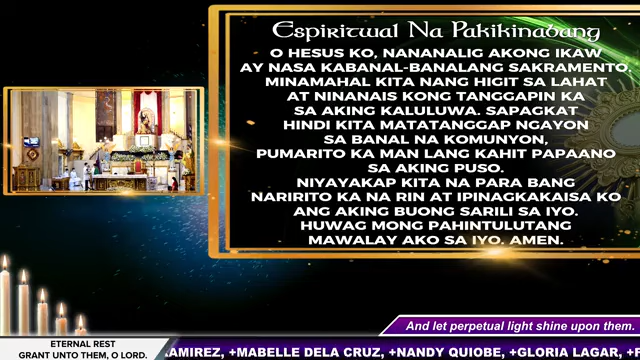 Espiritwal Na Pakikinabang
O HESUS KO, NANANALIG AKONG IKAW
AY NASA KABANAL-BANALANG SAKRAMENTO.
MINAMAHAL KITA NANG HIGIT SA LAHAT
AT NINANAIS KONG TANGGAPIN KA
SA AKING KALULUWA. SAPAGKAT
HINDI KITA MATATANGGAP NGAYON
SA BANAL NA KOMUNYON,
PUMARITO KA MAN LANG KAHIT PAPAANO
SA AKING PUSO.
NIYAYAKAP KITA NA PARA BANG
NARIRITO KA NA RIN AT IPINAGKAKAISA KO
ANG AKING BUONG SARILI SA IYO.
HUWAG MONG PAHINTULUTANG
MAWALAY AKO SA IYO. AMEN.
And let perpetual light shine upon them.
ETERNAL REST
GRANT UNTO THEM, O LORD.
RAMIREZ, +MABELLE DELA CRUZ, +NANDY QUIOBE, +GLORIA LAGAR, +